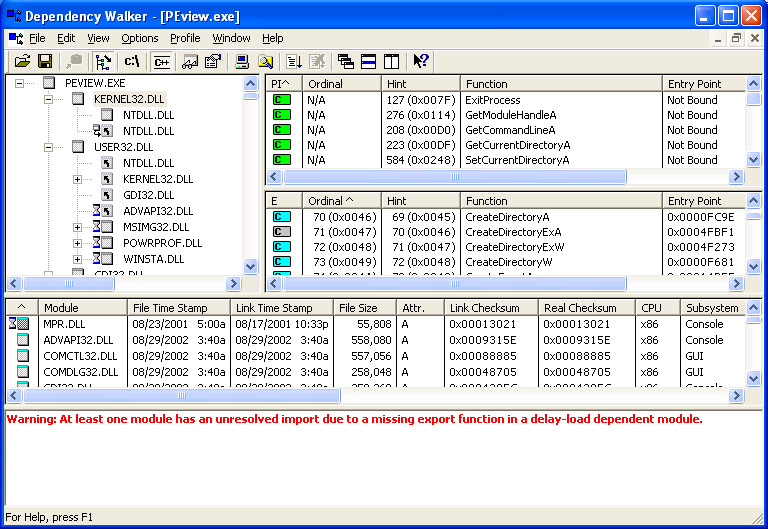 Dependency Walker - [PEview.exe]
File Edit View Options Profile Window Help
C:\ C++
PEVIEW.EXE
KERNEL32.DLL
NTDLL.DLL
NTDLL.DLL
USER32.DLL
NTDLL.DLL
KERNEL32.DLL
GDI32.DLL
ADVAPI32.DLL
MSIMG32.DLL
POWRPROF.DLL
WINSTA.DLL
GDI32.DLL
PI^ Ordinal Hint Function Entry Point
C N/A 127 (0x007F) ExitProcess Not Bound
C N/A 276 (0x0114) GetModuleHandleA Not Bound
C N/A 208 (0x00D0) GetCommandLineA Not Bound
C N/A 223 (0x00DF) GetCurrentDirectoryA Not Bound
C N/A 584 (0x0248) SetCurrentDirectoryA Not Bound
E Ordinal ^ Hint Function Entry Point
C 70 (0x0046) 69 (0x0045) CreateDirectoryA 0x0000FC9E
C 71 (0x0047) 70 (0x0046) CreateDirectoryExA 0x0004FBF1
C 72 (0x0048) 71 (0x0047) CreateDirectoryExW 0x0004F273
C 73 (0x0049) 72 (0x0048) CreateDirectoryW 0x0000F681
^ Module File Time Stamp Link Time Stamp File Size Attr. Link Checksum Real Checksum CPU Subsystem
MPR.DLL 08/23/2001 5:00a 08/17/2001 10:33p 55,808 A 0x00013021 0x00013021 x86 Console
ADVAPI32.DLL 08/29/2002 3:40a 08/29/2002 3:40a 558,080 A 0x0009315E 0x0009315E x86 Console
COMCTL32.DLL 08/29/2002 3:40a 08/29/2002 3:40a 557,056 A 0x00088885 0x00088885 x86 GUI
COMDLG32.DLL 08/29/2002 3:40a 08/29/2002 3:40a 258,048 A 0x00048705 0x00048705 x86 GUI
Warning: At least one module has an unresolved import due to a missing export function in a delay-load dependent module.
For Help, press F1